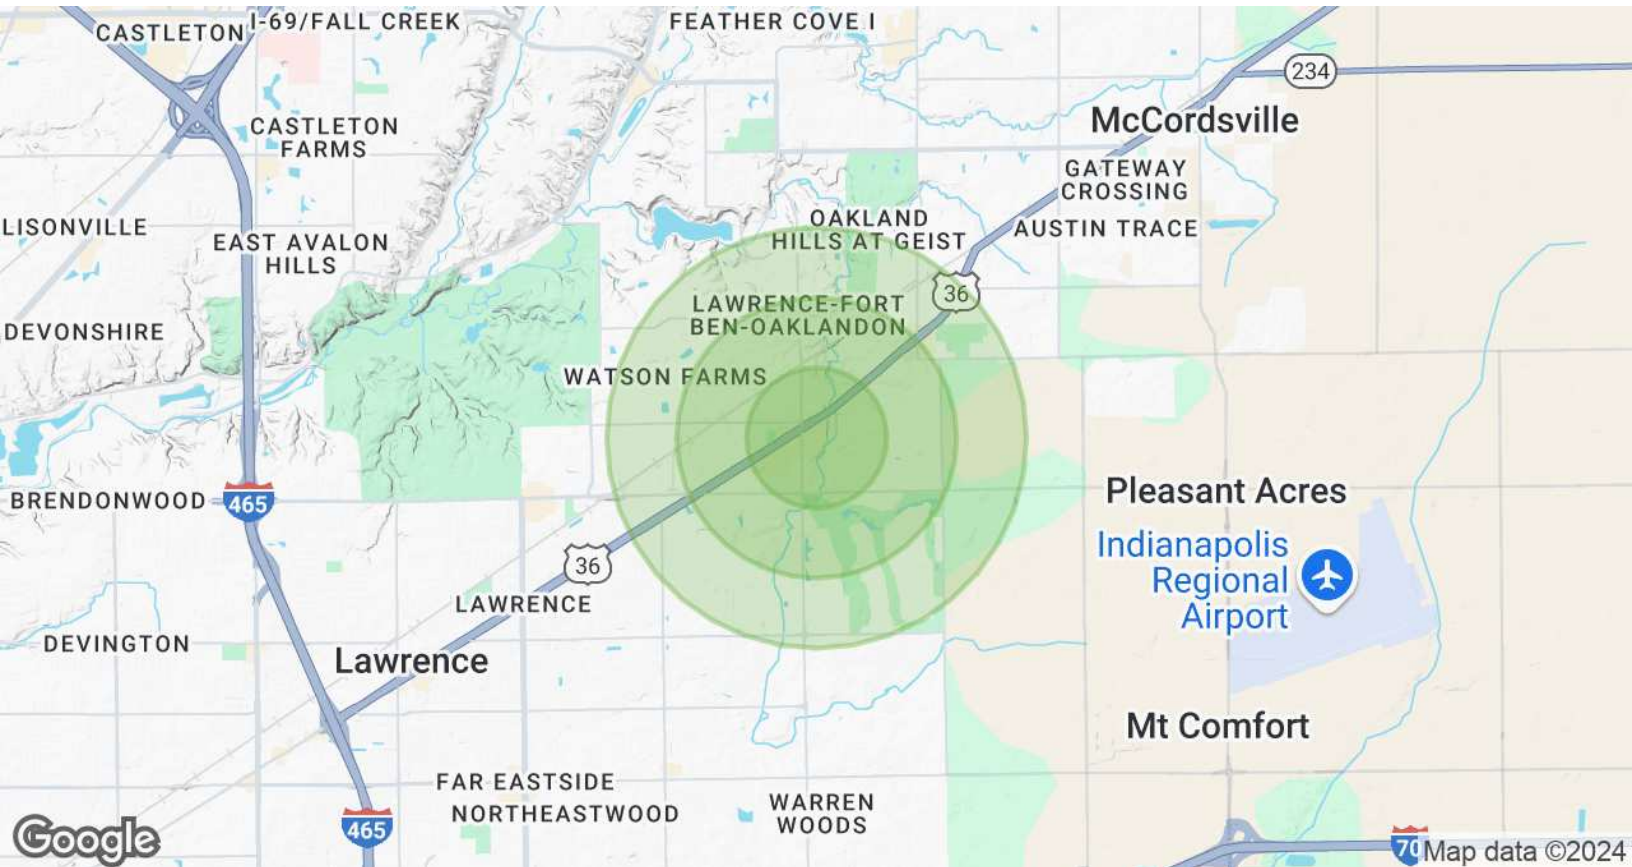 CASTLETON
I-69/FALL CREEK
FEATHER COVE I
234
CASTLETON
FARMS
McCordsville
GATEWAY
CROSSING
LISONVILLE
EAST AVALON
HILLS
OAKLAND
HILLS AT GEIST
AUSTIN TRACE
36
LAWRENCE-FORT
BEN-OAKLANDON
DEVONSHIRE
WATSON FARMS
BRENDONWOOD
465
Pleasant Acres
Indianapolis
Regional
Airport
36
LAWRENCE
DEVINGTON
Lawrence
Mt Comfort
FAR EASTSIDE
NORTHEASTWOOD
WARREN
WOODS
465
Google
70
Map data ©2024